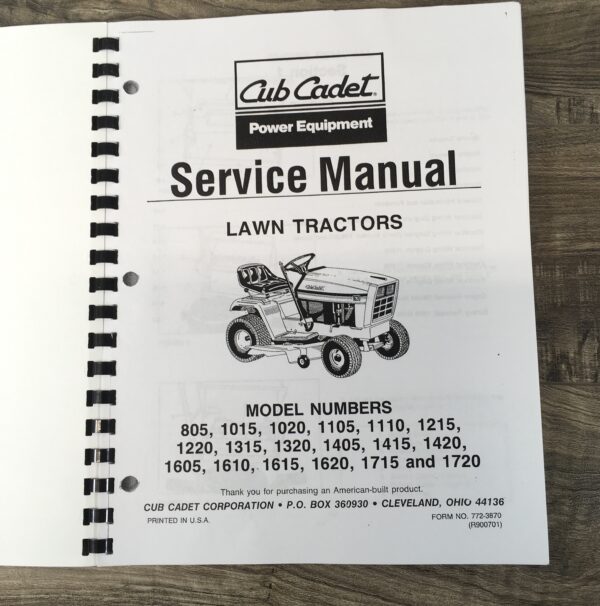 Cub Cadet
Power Equipment
Service Manual
LAWN TRACTORS
MODEL NUMBERS
805, 1015, 1020, 1105, 1110, 1215,
1220, 1315, 1320, 1405, 1415, 1420,
1605, 1610, 1615, 1620, 1715 and 1720
Thank you for purchasing an American-built product.
CUB CADET CORPORATION • P.O. BOX 360930 • CLEVELAND, OHIO 44136
PRINTED IN U.S.A.
FORM NO. 772-3870
(R900701)